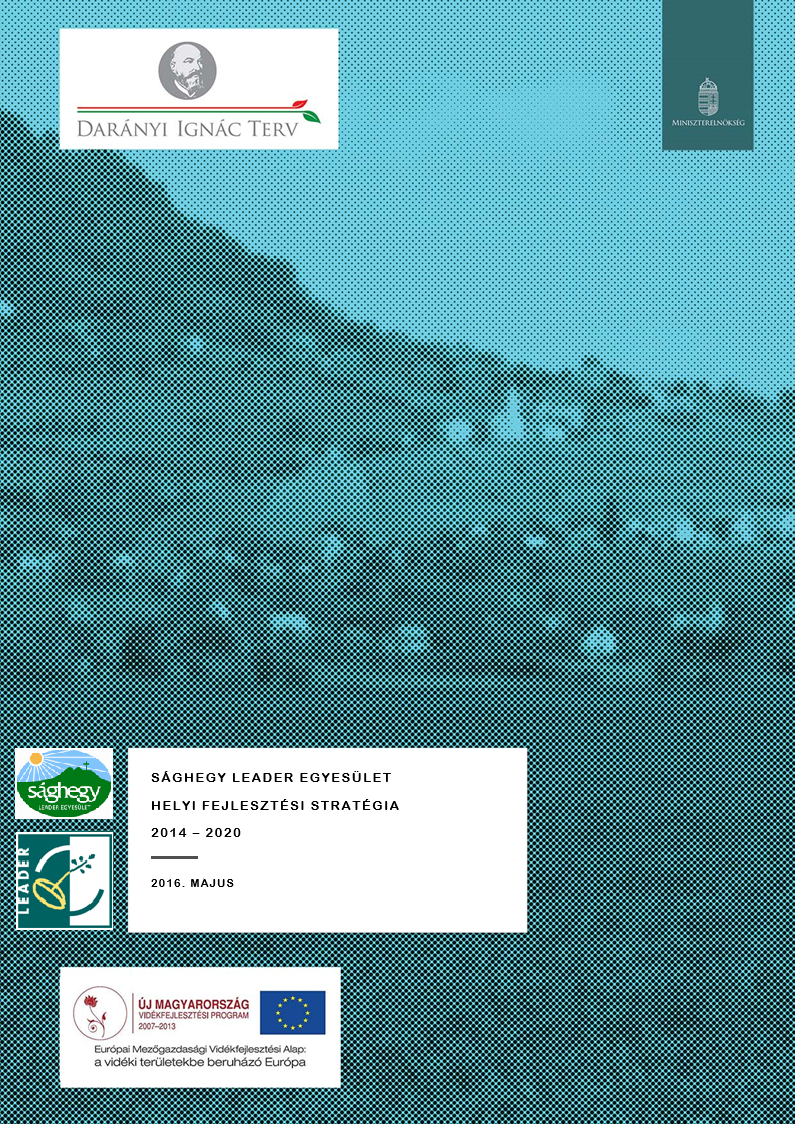 DARÁNYI IGNÁC TERV
MINISZTERELNÖKSÉG
sághegy
LEADER EGYESÜLET
LEADER
SÁGHEGY LEADER EGYESÜLET
HELYI FEJLESZTÉSI STRATÉGIA
2014 – 2020
2016. MAJUS
ÚJ MAGYARORSZÁG
VIDÉKFEJLESZTÉSI PROGRAM
2007–2013
Európai Mezőgazdasági Vidékfejlesztési Alap:
a vidéki területekbe beruházó Európa